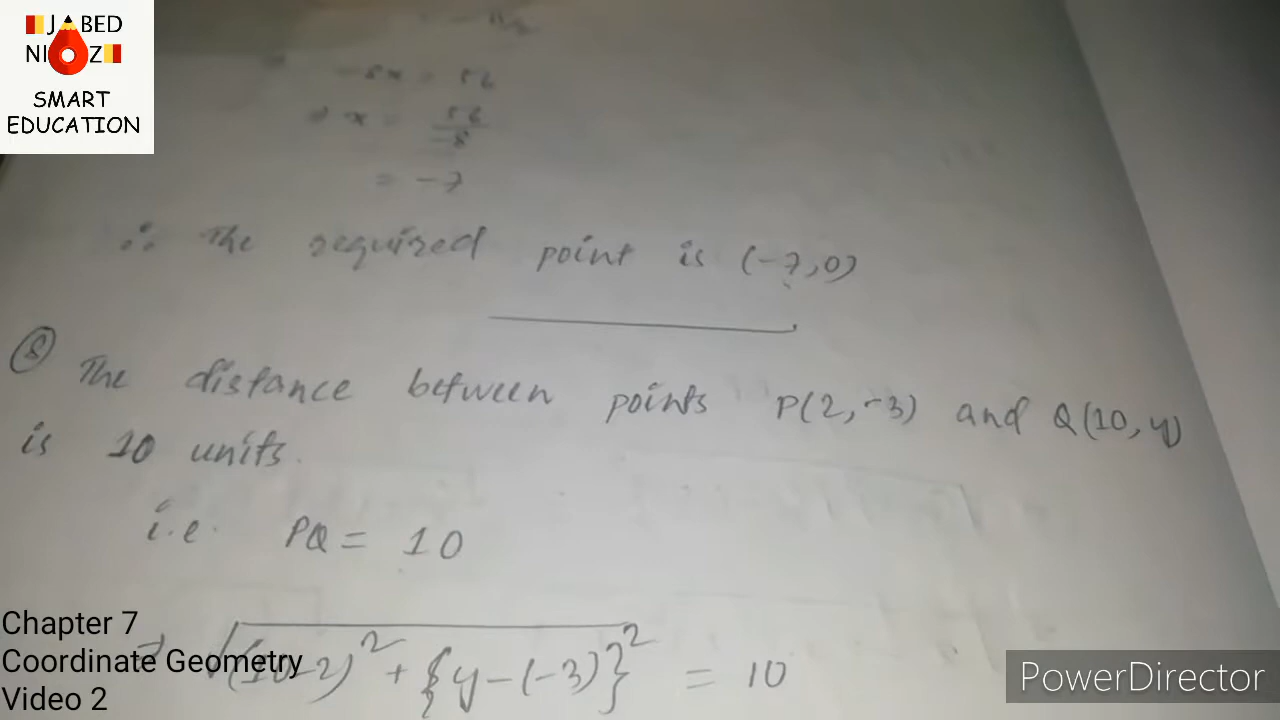 JABED
NIOZ
SMART
EDUCATION
-8x = 56
⇒ x = 56/-8
= -7
∴ The required point is (-7,0)
⑧ The distance between points P(2,-3) and Q(10,y)
is 10 units.
i.e. PQ = 10
⇒ √(10-2)² + {y-(-3)}² = 10
Chapter 7
Coordinate Geometry
Video 2
PowerDirector